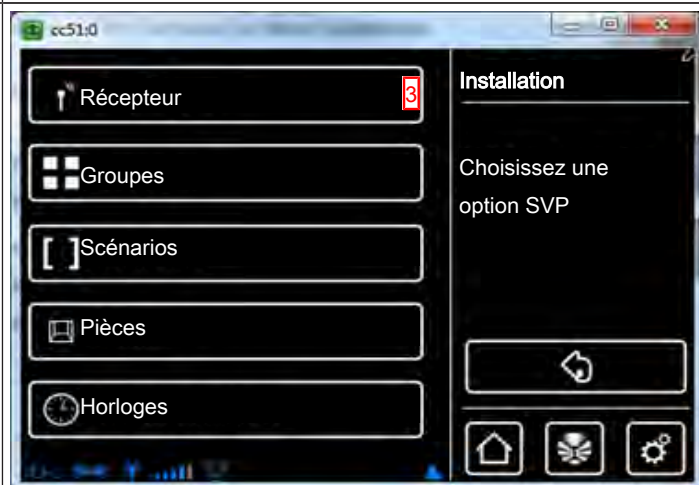 cc51:0
Récepteur 3
Groupes
Scénarios
Pièces
Horloges
Installation
Choisissez une
option SVP